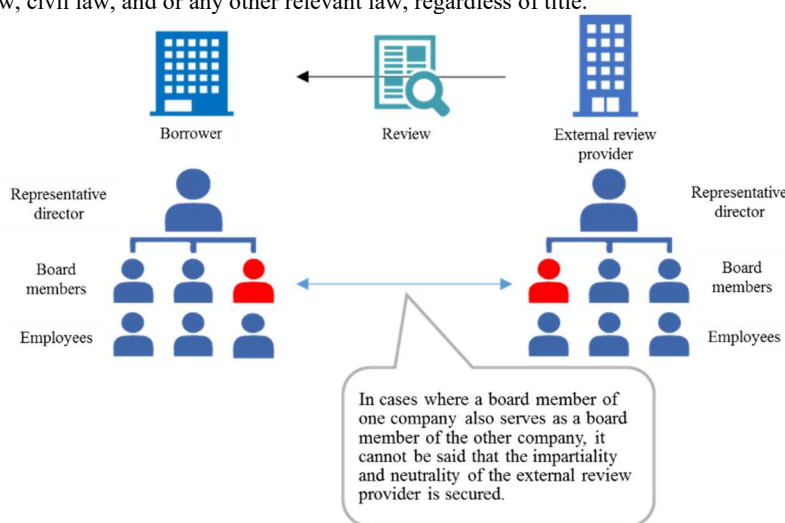 w, civil law, and or any other relevant law, regardless of title.
Borrower
Review
External review
provider
Representative
director
Representative
director
Board
members
Board
members
Employees
Employees
In cases where a board member of
one company also serves as a board
member of the other company, it
cannot be said that the impartiality
and neutrality of the external review
provider is secured.